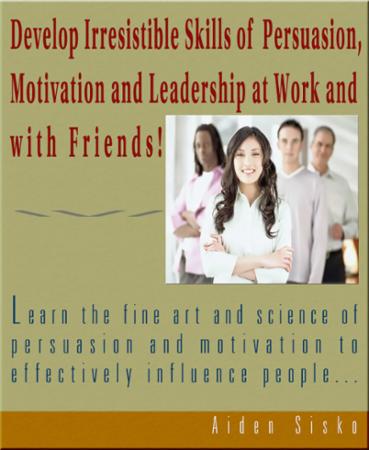 Develop Irresistible Skills of Persuasion,
Motivation and Leadership at Work and
with Friends!
Learn the fine art and science of
persuasion and motivation to
effectively influence people...
Aiden Sisko